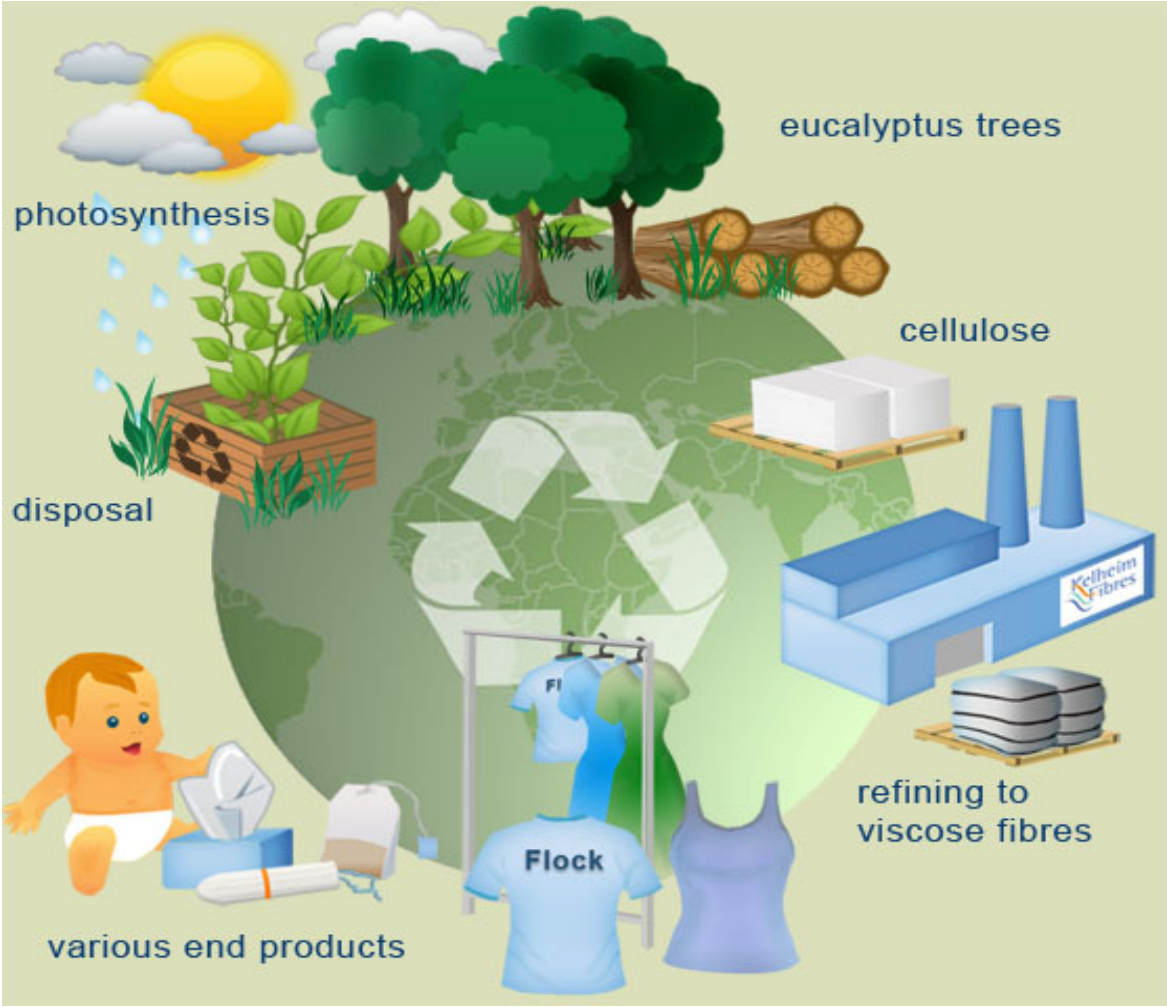 eucalyptus trees
photosynthesis
cellulose
disposal
Kelheim
Fibres
Fl
refining to
viscose fibres
Flock
various end products